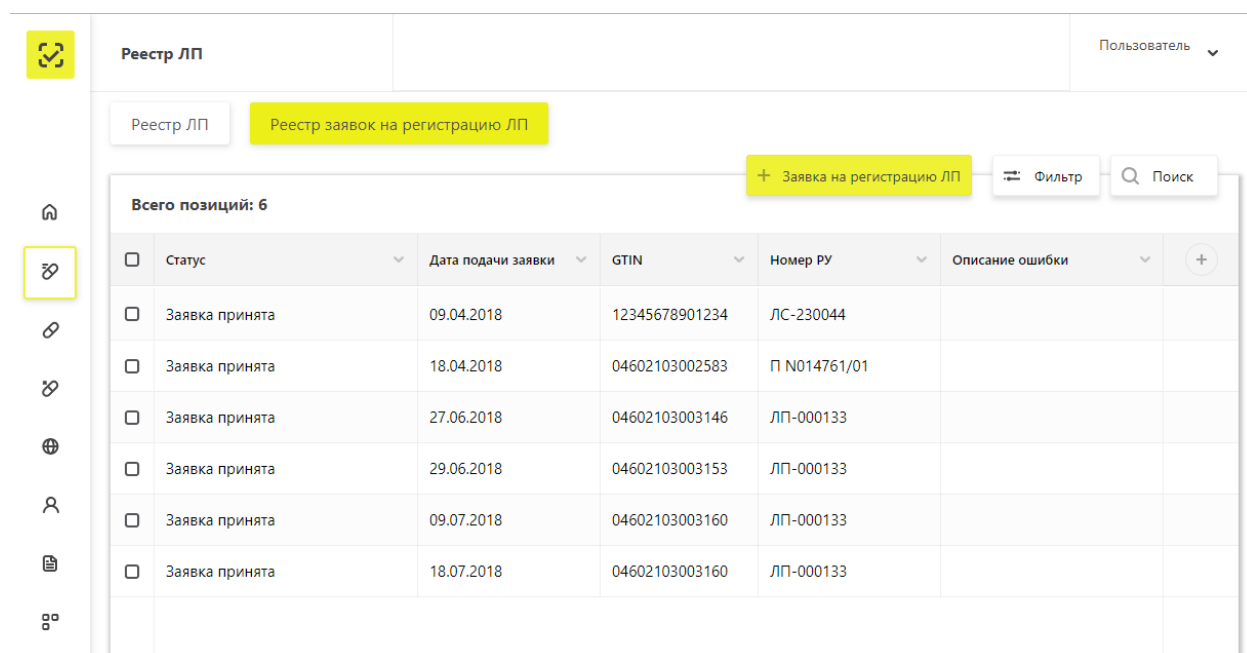 Реестр ЛП
Пользователь
Реестр ЛП
Реестр заявок на регистрацию ЛП
+ Заявка на регистрацию ЛП
Фильтр
Поиск
Всего позиций: 6
Статус Дата подачи заявки GTIN Номер РУ Описание ошибки +
Заявка принята 09.04.2018 12345678901234 ЛС-230044
Заявка принята 18.04.2018 04602103002583 П N014761/01
Заявка принята 27.06.2018 04602103003146 ЛП-000133
Заявка принята 29.06.2018 04602103003153 ЛП-000133
Заявка принята 09.07.2018 04602103003160 ЛП-000133
Заявка принята 18.07.2018 04602103003160 ЛП-000133